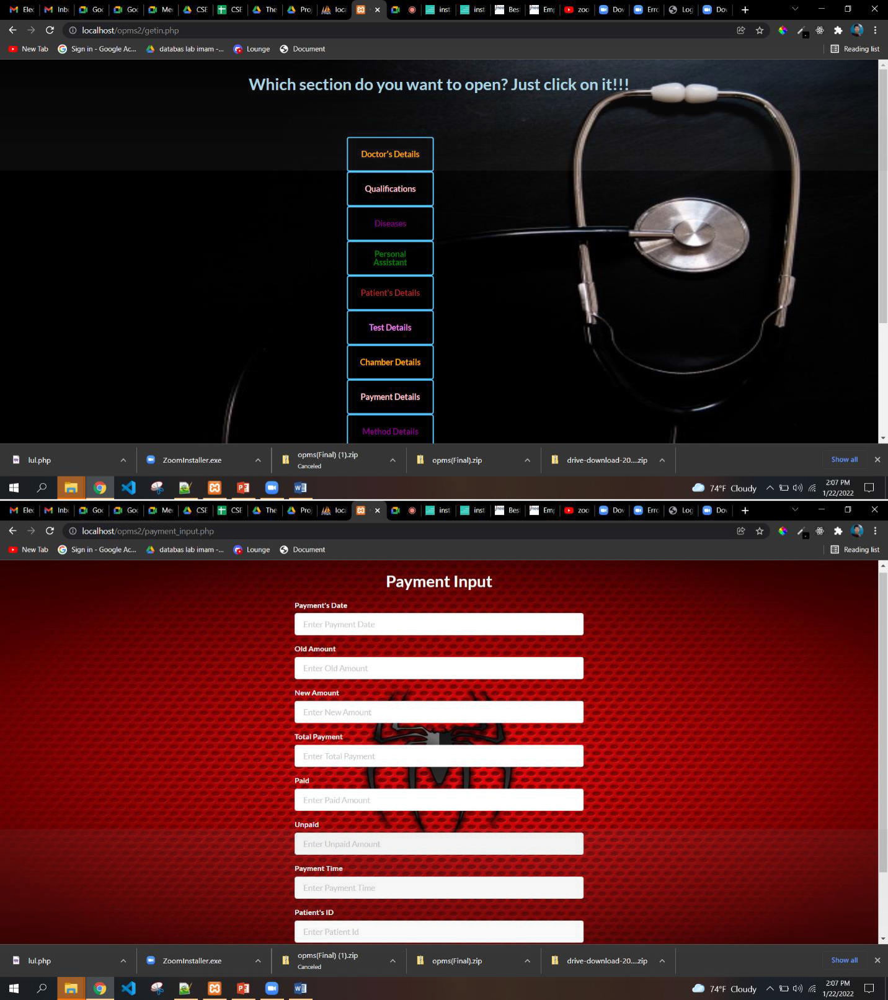 Elec
Inb
Goo
Goo
Mee
CSE
CSE
The
Proj
loca
inst
inst
Bes
Emp
zoo
Dov
Erro
Log
Dov
localhost/opms2/getin.php
New Tab
Sign in - Google Ac...
databas lab imam -...
Lounge
Document
Reading list
Which section do you want to open? Just click on it!!!
Doctor's Details
Qualifications
Diseases
Personal
Assistant
Patient's Details
Test Details
Chamber Details
Payment Details
Method Details
lul.php
ZoomInstaller.exe
opms(Final) (1).zip
Canceled
opms(Final).zip
drive-download-20....zip
Show all
74°F Cloudy
2:07 PM
1/22/2022
Elec
Inb
Goo
Goo
Mee
CSE
CSE
The
Proj
loca
inst
inst
Bes
Emp
zoo
Dov
Erro
Log
Dov
localhost/opms2/payment_input.php
New Tab
Sign in - Google Ac...
databas lab imam -...
Lounge
Document
Reading list
Payment Input
Payment's Date
Enter Payment Date
Old Amount
Enter Old Amount
New Amount
Enter New Amount
Total Payment
Enter Total Payment
Paid
Enter Paid Amount
Unpaid
Enter Unpaid Amount
Payment Time
Enter Payment Time
Patient's ID
Enter Patient Id
lul.php
ZoomInstaller.exe
opms(Final) (1).zip
Canceled
opms(Final).zip
drive-download-20....zip
Show all
74°F Cloudy
2:07 PM
1/22/2022